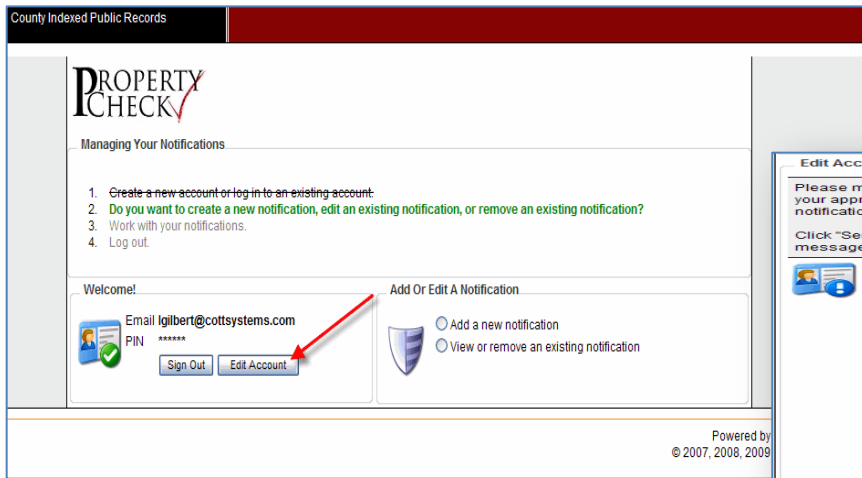 County Indexed Public Records
PROPERTY
CHECK
Managing Your Notifications
1. Create a new account or log in to an existing account.
2. Do you want to create a new notification, edit an existing notification, or remove an existing notification?
3. Work with your notifications.
4. Log out.
Welcome!
Email lgilbert@cottsystems.com
PIN ******
Sign Out Edit Account
Add Or Edit A Notification
Add a new notification
View or remove an existing notification
Powered by
© 2007, 2008, 2009
Edit Acc
Please m
your appr
notificatio
Click "Se
message